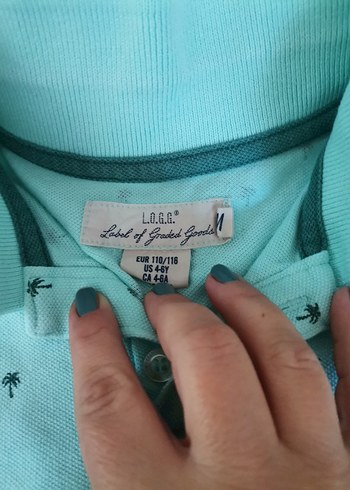 L.O.G.G.®
Label of Graded Goods
EUR 110/116
US 4-6Y
CA 4-6A